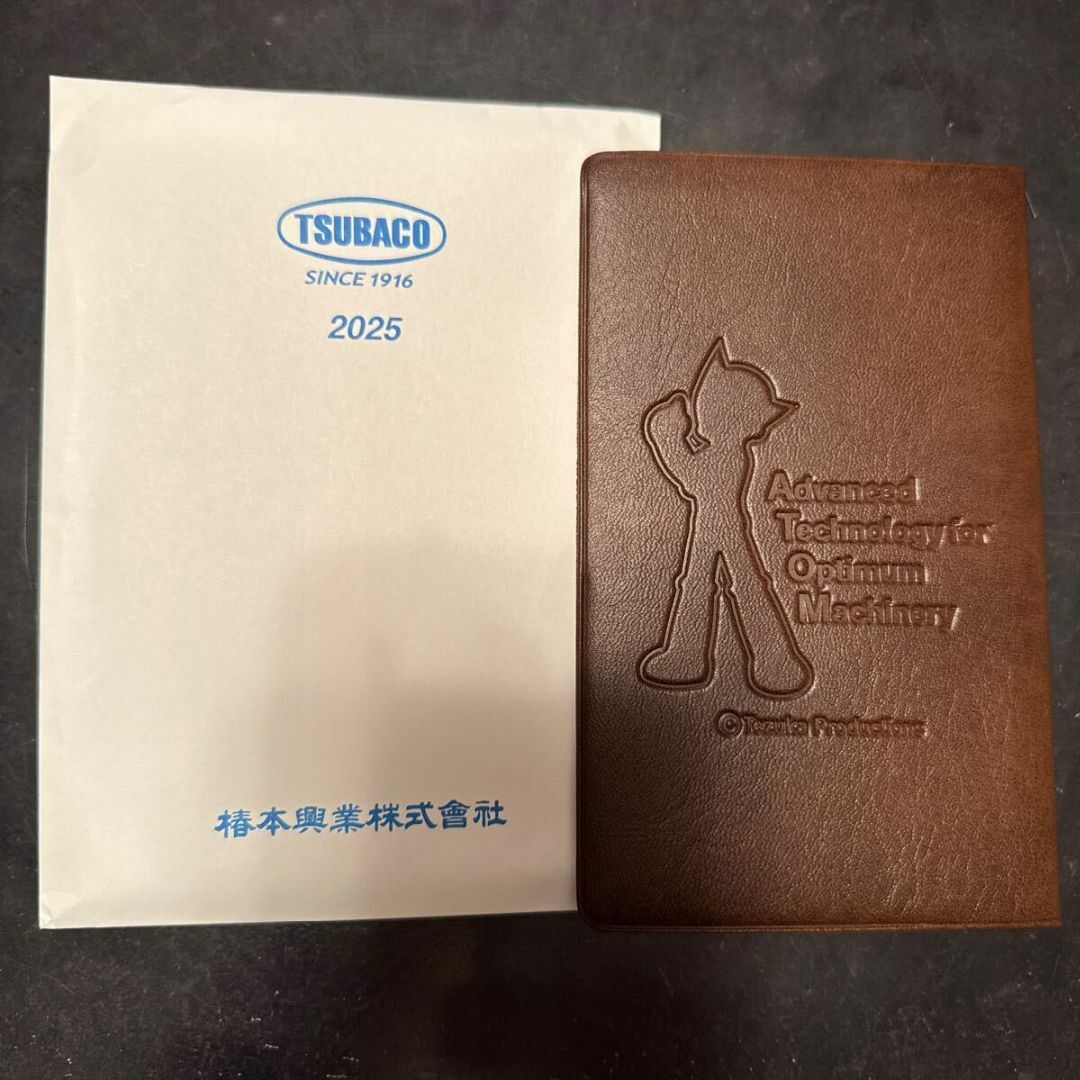 TSUBACO
SINCE 1916
2025
椿本興業株式會社
Advanced
Technology for
Optimum
Machinery
©Tezuka Productions